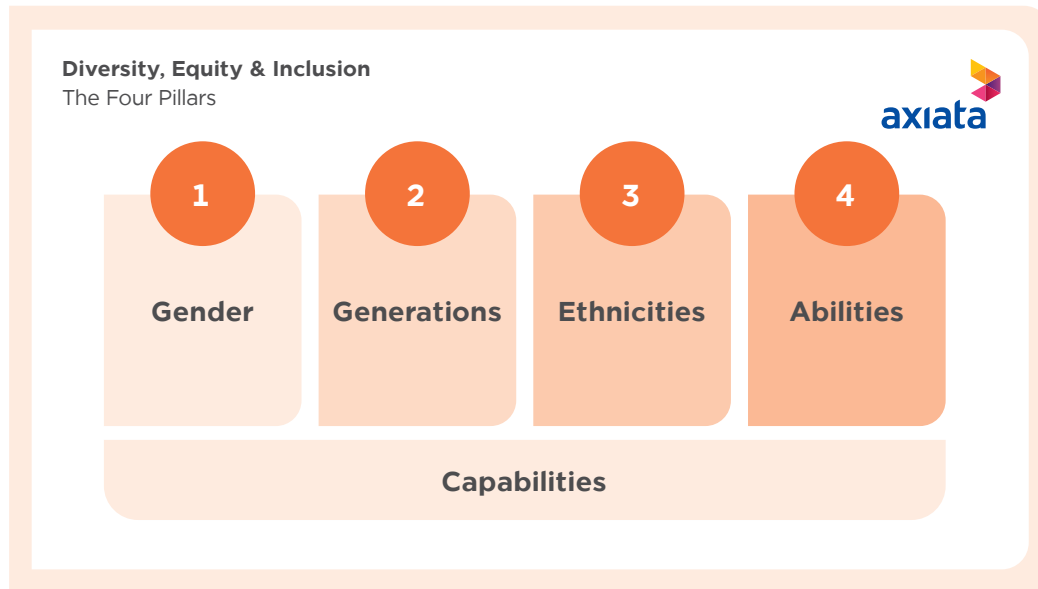 Diversity, Equity & Inclusion
The Four Pillars
axiata
1
2
3
4
Gender
Generations
Ethnicities
Abilities
Capabilities